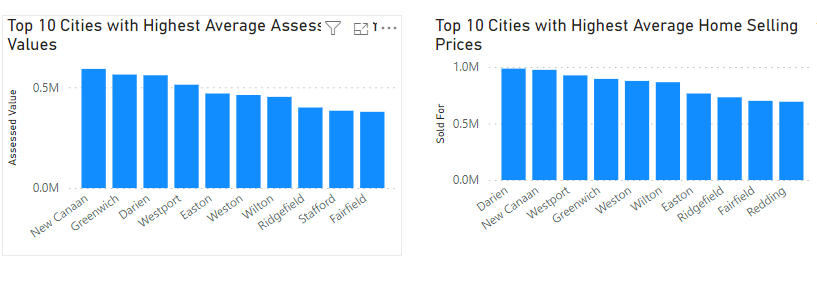 Top 10 Cities with Highest Average Assess
Values
Assessed Value
0.5M
0.0M
New Canaan
Greenwich
Darien
Westport
Easton
Weston
Wilton
Ridgefield
Stafford
Fairfield
Top 10 Cities with Highest Average Home Selling
Prices
Sold For
1.0M
0.5M
0.0M
Darien
New Canaan
Westport
Greenwich
Weston
Wilton
Easton
Ridgefield
Fairfield
Redding